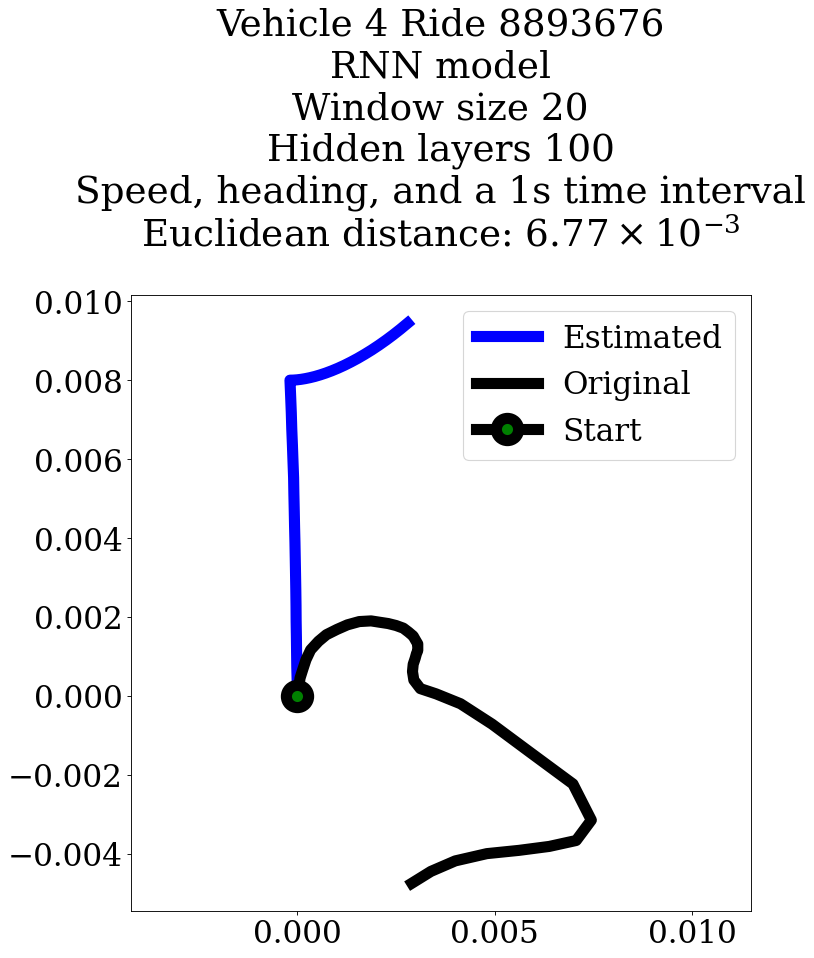 Vehicle 4 Ride 8893676
RNN model
Window size 20
Hidden layers 100
Speed, heading, and a 1s time interval
Euclidean distance: 6.77 × 10⁻³
0.010
0.008
0.006
0.004
0.002
0.000
−0.002
−0.004
Estimated
Original
Start
0.000 0.005 0.010